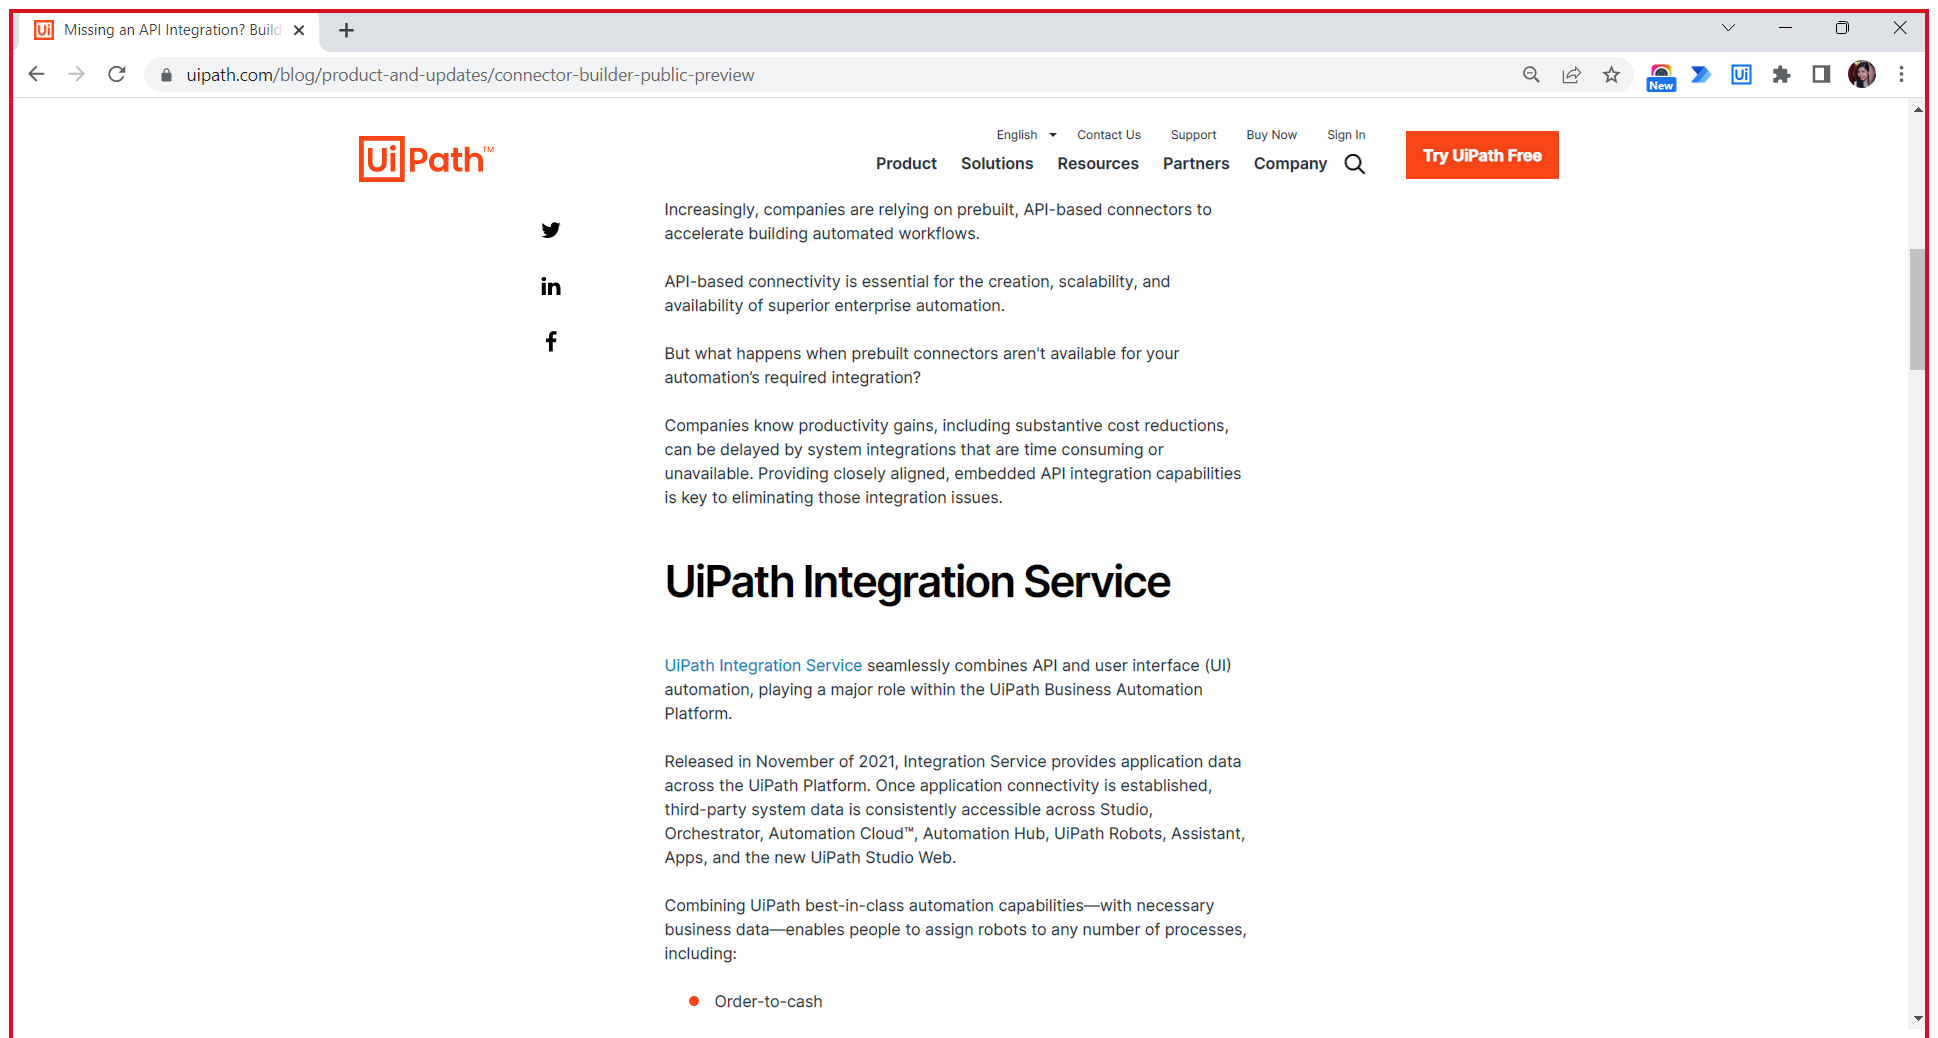 Ui Missing an API Integration? Build
uipath.com/blog/product-and-updates/connector-builder-public-preview
New
Ui
English Contact Us Support Buy Now Sign In
UiPath™
Product Solutions Resources Partners Company
Try UiPath Free
Increasingly, companies are relying on prebuilt, API-based connectors to
accelerate building automated workflows.
in
f
API-based connectivity is essential for the creation, scalability, and
availability of superior enterprise automation.
But what happens when prebuilt connectors aren't available for your
automation’s required integration?
Companies know productivity gains, including substantive cost reductions,
can be delayed by system integrations that are time consuming or
unavailable. Providing closely aligned, embedded API integration capabilities
is key to eliminating those integration issues.
UiPath Integration Service
UiPath Integration Service seamlessly combines API and user interface (UI)
automation, playing a major role within the UiPath Business Automation
Platform.
Released in November of 2021, Integration Service provides application data
across the UiPath Platform. Once application connectivity is established,
third-party system data is consistently accessible across Studio,
Orchestrator, Automation Cloud™, Automation Hub, UiPath Robots, Assistant,
Apps, and the new UiPath Studio Web.
Combining UiPath best-in-class automation capabilities—with necessary
business data—enables people to assign robots to any number of processes,
including:
Order-to-cash